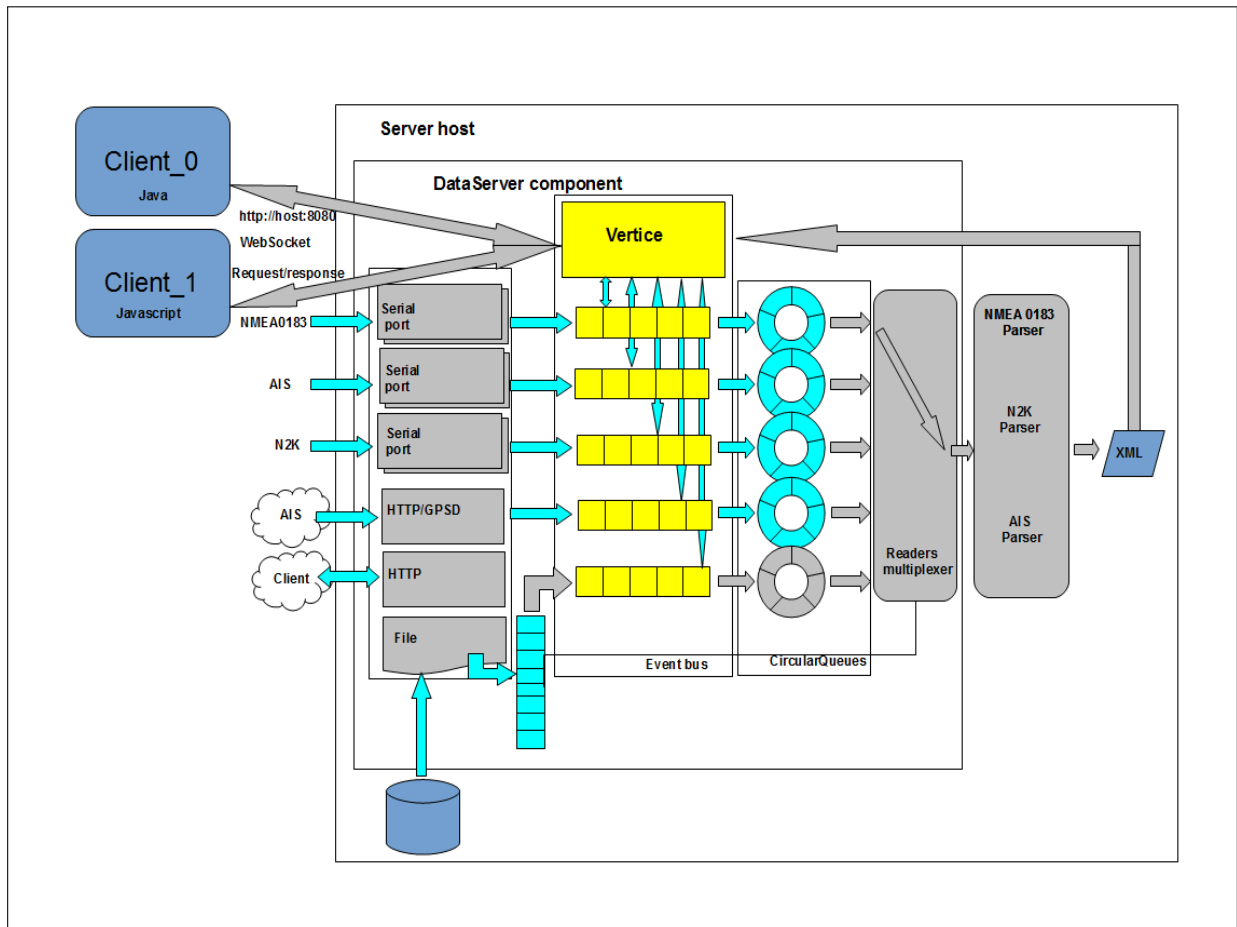 Server host
DataServer component
Client_0
Java
http://host:8080
WebSocket
Client_1
Javascript
Request/response
Vertice
NMEA0183
Serial
port
AIS
Serial
port
N2K
Serial
port
AIS
HTTP/GPSD
Client
HTTP
File
Event bus
CircularQueues
Readers
multiplexer
NMEA 0183
Parser
N2K
Parser
AIS
Parser
XML